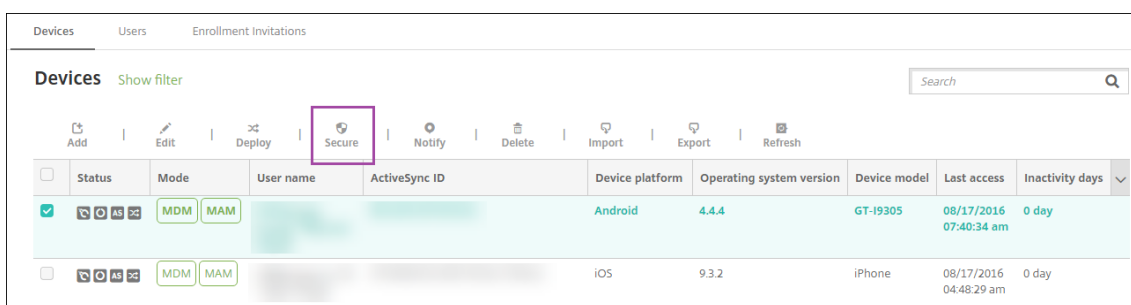 Devices Users Enrollment Invitations
Devices Show filter Search
Add | Edit | Deploy | Secure | Notify | Delete | Import | Export | Refresh
Status Mode User name ActiveSync ID Device platform Operating system version Device model Last access Inactivity days
AS MDM MAM Android 4.4.4 GT-I9305 08/17/2016 0 day
07:40:34 am
AS MDM MAM iOS 9.3.2 iPhone 08/17/2016 0 day
04:48:29 am